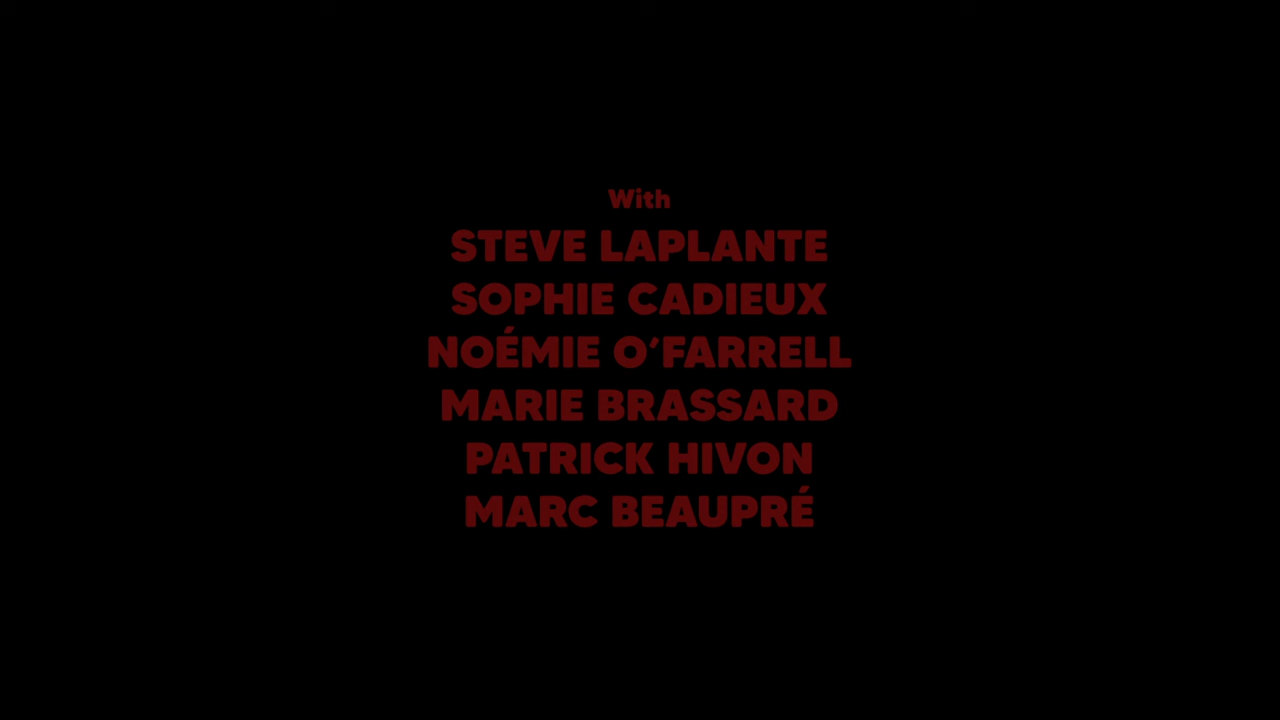 With
STEVE LAPLANTE
SOPHIE CADIEUX
NOÉMIE O’FARRELL
MARIE BRASSARD
PATRICK HIVON
MARC BEAUPRÉ